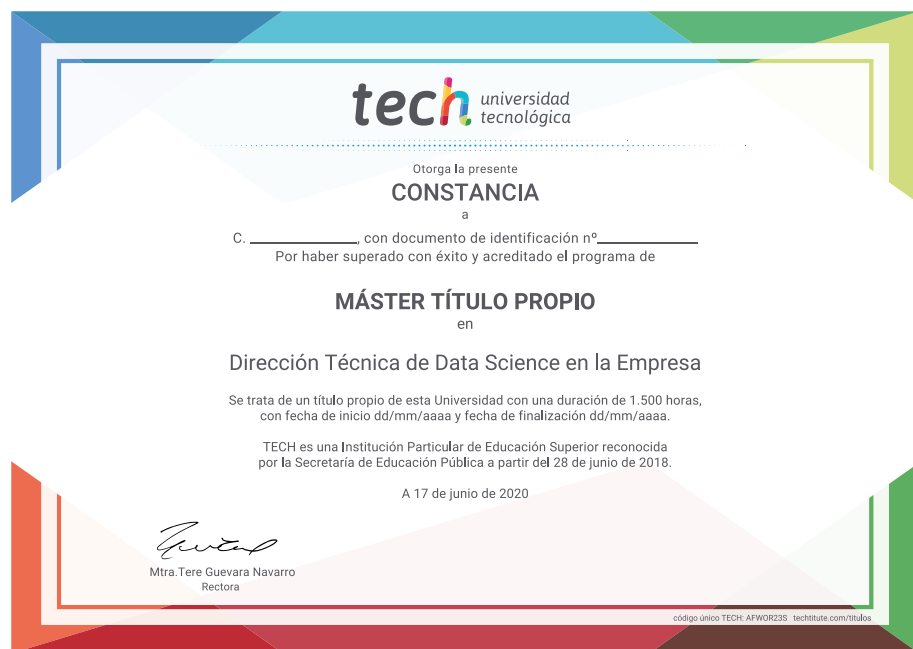 tech universidad
tecnológica
Otorga la presente
CONSTANCIA
a
C. ______________, con documento de identificación nº______________
Por haber superado con éxito y acreditado el programa de
MÁSTER TÍTULO PROPIO
en
Dirección Técnica de Data Science en la Empresa
Se trata de un título propio de esta Universidad con una duración de 1.500 horas,
con fecha de inicio dd/mm/aaaa y fecha de finalización dd/mm/aaaa.
TECH es una Institución Particular de Educación Superior reconocida
por la Secretaría de Educación Pública a partir del 28 de junio de 2018.
A 17 de junio de 2020
Mtra.Tere Guevara Navarro
Rectora
código único TECH: AFWOR23S techtitute.com/titulos